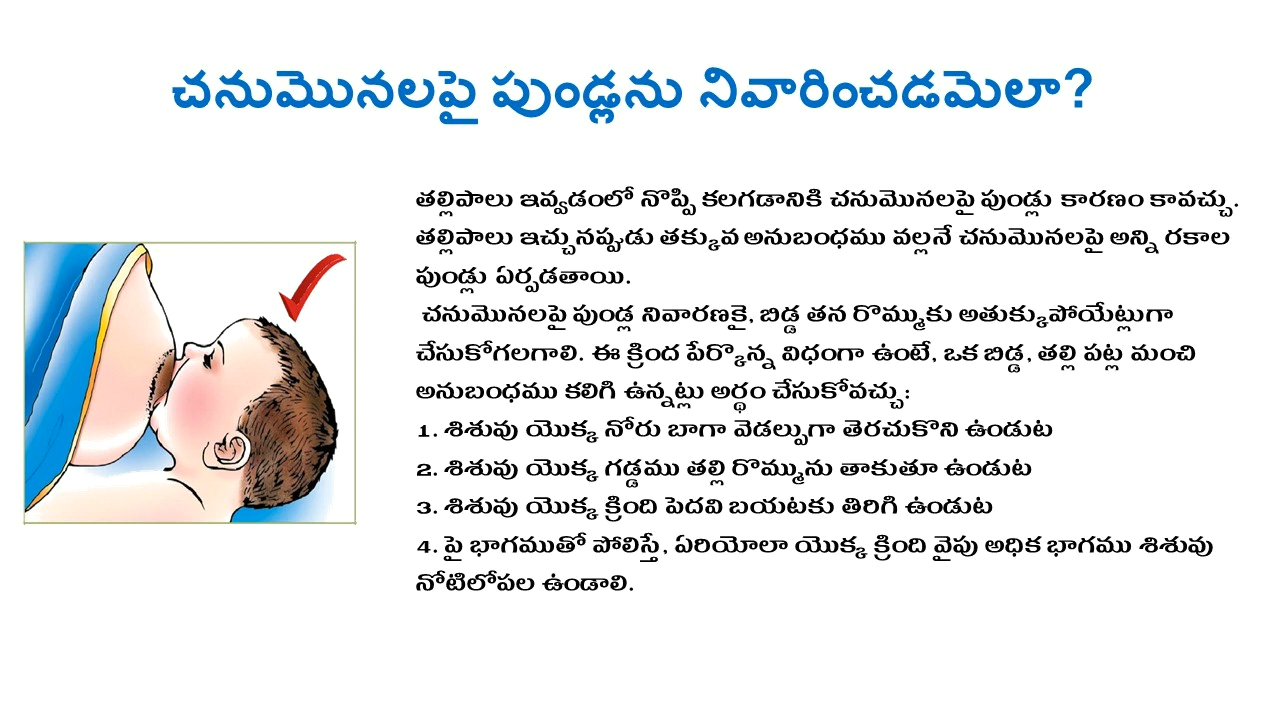 చనుమొనలపై పుండ్లను నివారించడమెలా?
తల్లిపాలు ఇవ్వడంలో నొప్పి కలగడానికి చనుమొనలపై పుండ్లు కారణం కావచ్చు.
తల్లిపాలు ఇచ్చునప్పుడు తక్కువ అనుబంధము వల్లనే చనుమొనలపై అన్ని రకాల
పుండ్లు ఏర్పడతాయి.
చనుమొనలపై పుండ్ల నివారణకై, బిడ్డ తన రొమ్ముకు అతుక్కుపోయేట్లుగా
చేసుకోగలగాలి. ఈ క్రింద పేర్కొన్న విధంగా ఉంటే, ఒక బిడ్డ, తల్లి పట్ల మంచి
అనుబంధము కలిగి ఉన్నట్లు అర్థం చేసుకోవచ్చు:
1. శిశువు యొక్క నోరు బాగా వెడల్పుగా తెరచుకొని ఉండుట
2. శిశువు యొక్క గడ్డము తల్లి రొమ్మును తాకుతూ ఉండుట
3. శిశువు యొక్క క్రింది పెదవి బయటకు తిరిగి ఉండుట
4. పై భాగముతో పోలిస్తే, ఏరియోలా యొక్క క్రింది వైపు అధిక భాగము శిశువు
నోటిలోపల ఉండాలి.